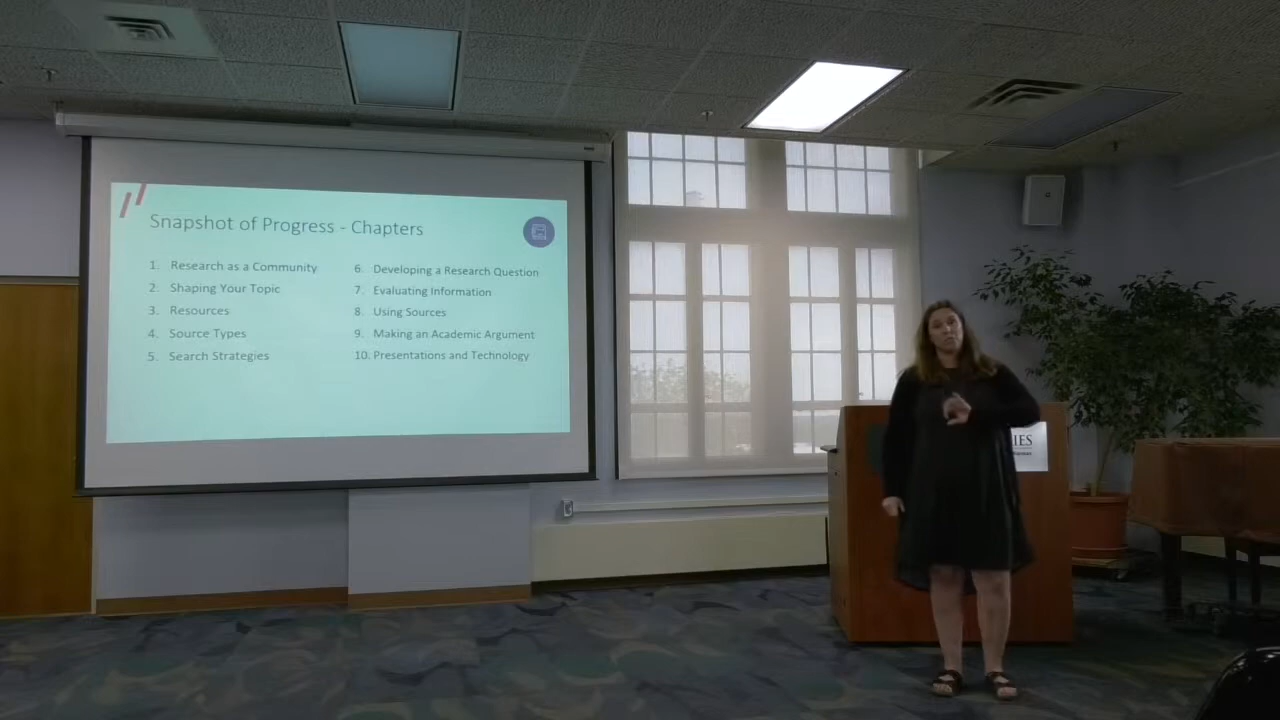 Snapshot of Progress - Chapters
1. Research as a Community
2. Shaping Your Topic
3. Resources
4. Source Types
5. Search Strategies
6. Developing a Research Question
7. Evaluating Information
8. Using Sources
9. Making an Academic Argument
10. Presentations and Technology
IES